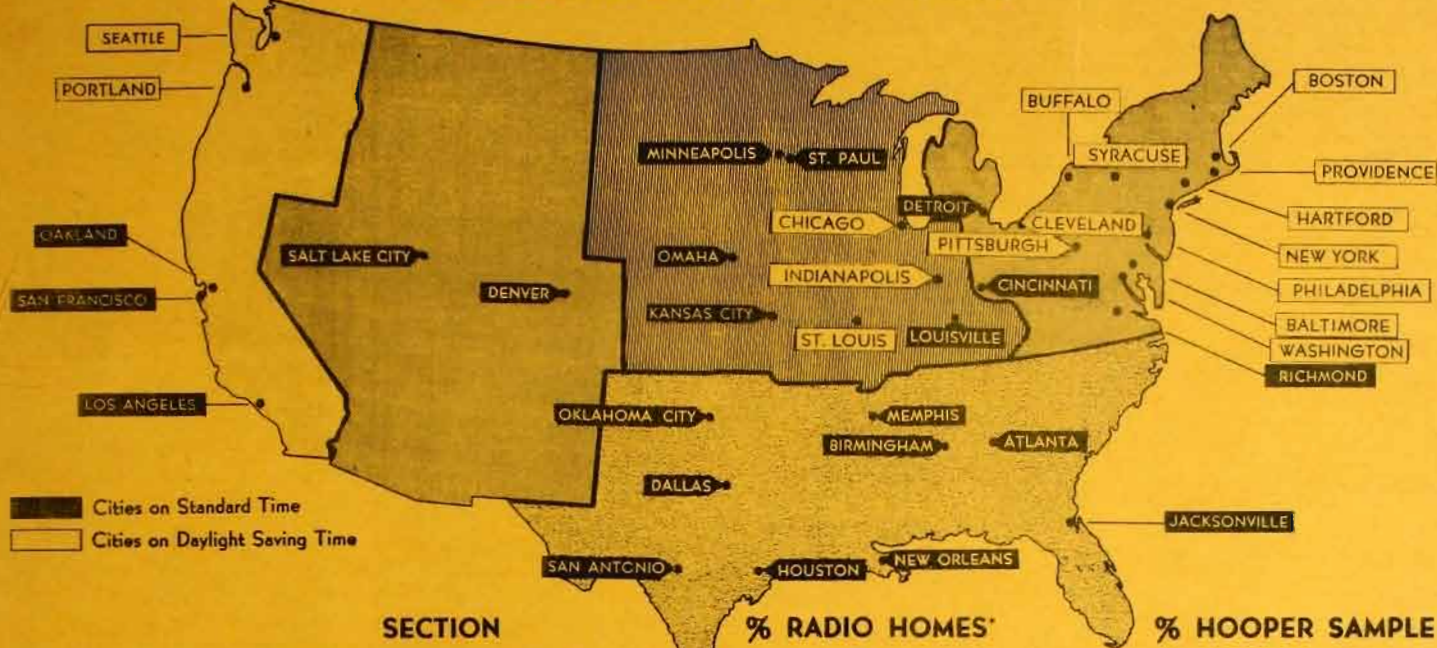 SEATTLE
PORTLAND
OAKLAND
SAN FRANCISCO
LOS ANGELES
SALT LAKE CITY
DENVER
MINNEAPOLIS
ST. PAUL
CHICAGO
OMAHA
INDIANAPOLIS
KANSAS CITY
ST. LOUIS
LOUISVILLE
DETROIT
CLEVELAND
PITTSBURGH
CINCINNATI
BUFFALO
SYRACUSE
BOSTON
PROVIDENCE
HARTFORD
NEW YORK
PHILADELPHIA
BALTIMORE
WASHINGTON
RICHMOND
OKLAHOMA CITY
MEMPHIS
BIRMINGHAM
ATLANTA
DALLAS
JACKSONVILLE
SAN ANTONIO
HOUSTON
NEW ORLEANS
Cities on Standard Time
Cities on Daylight Saving Time
SECTION % RADIO HOMES* % HOOPER SAMPLE